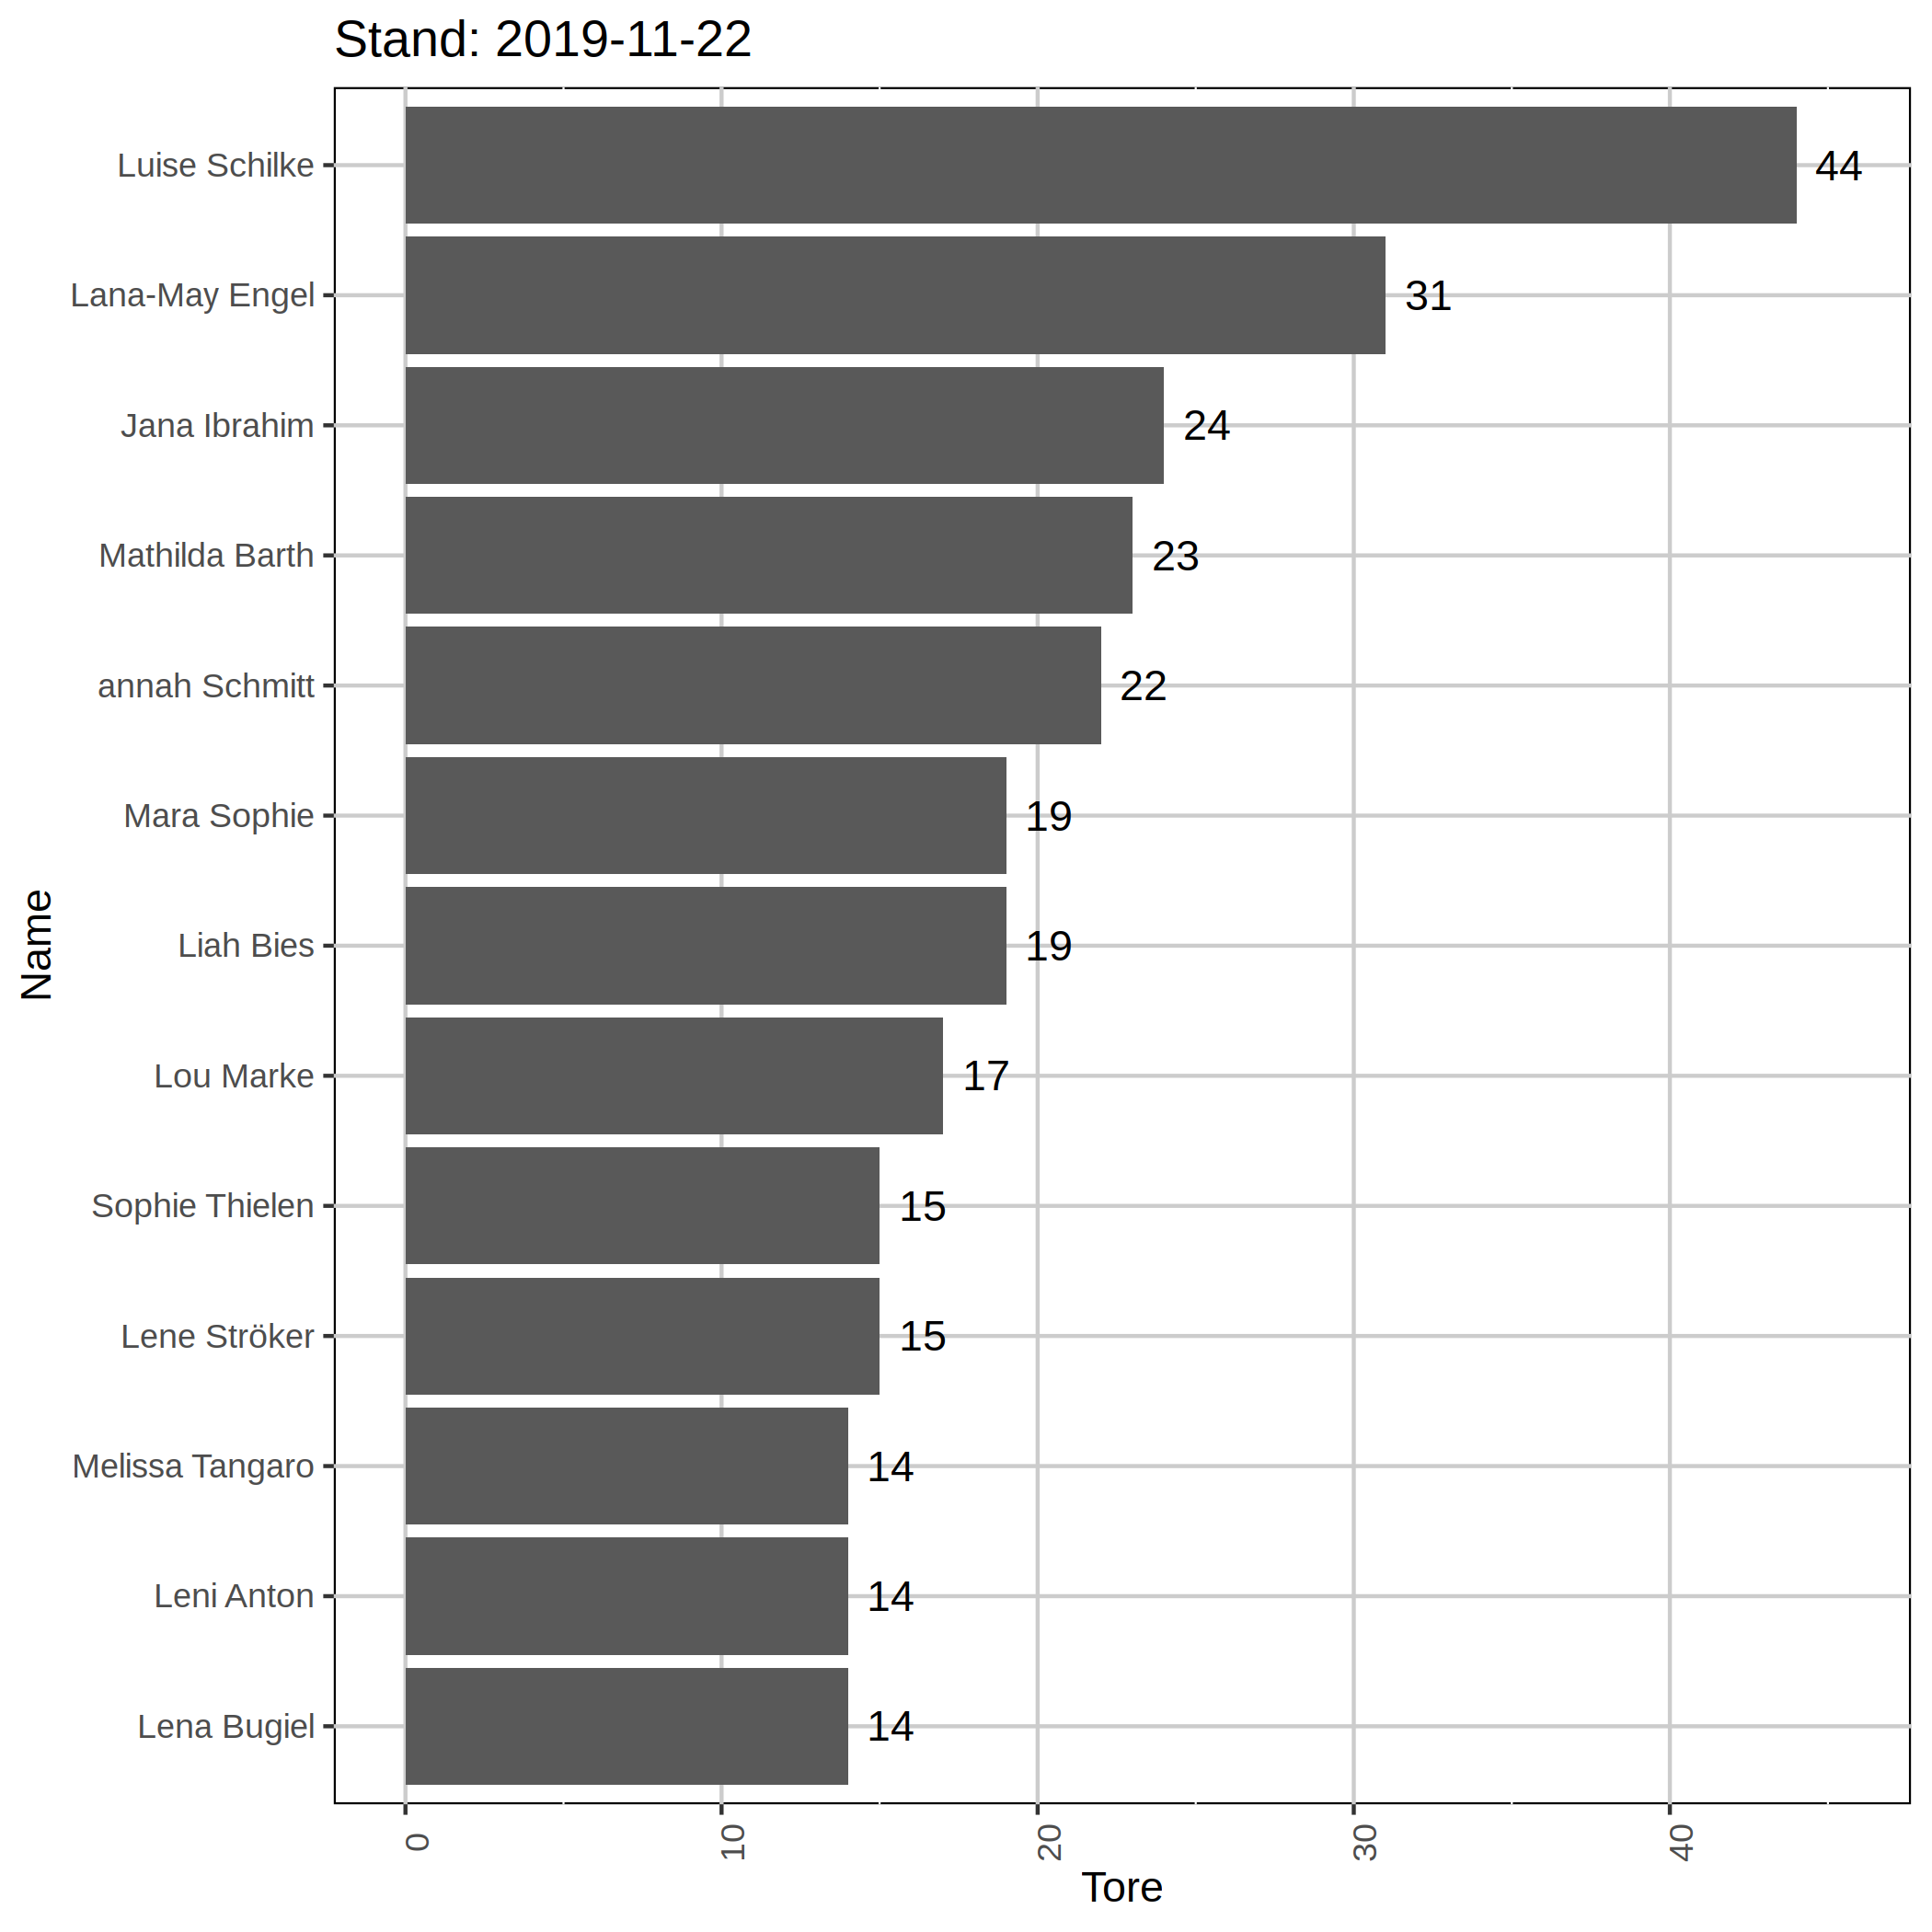 Stand: 2019-11-22
Luise Schilke 44
Lana-May Engel 31
Jana Ibrahim 24
Mathilda Barth 23
annah Schmitt 22
Mara Sophie 19
Liah Bies 19
Lou Marke 17
Sophie Thielen 15
Lene Ströker 15
Melissa Tangaro 14
Leni Anton 14
Lena Bugiel 14
Name
0 10 20 30 40
Tore